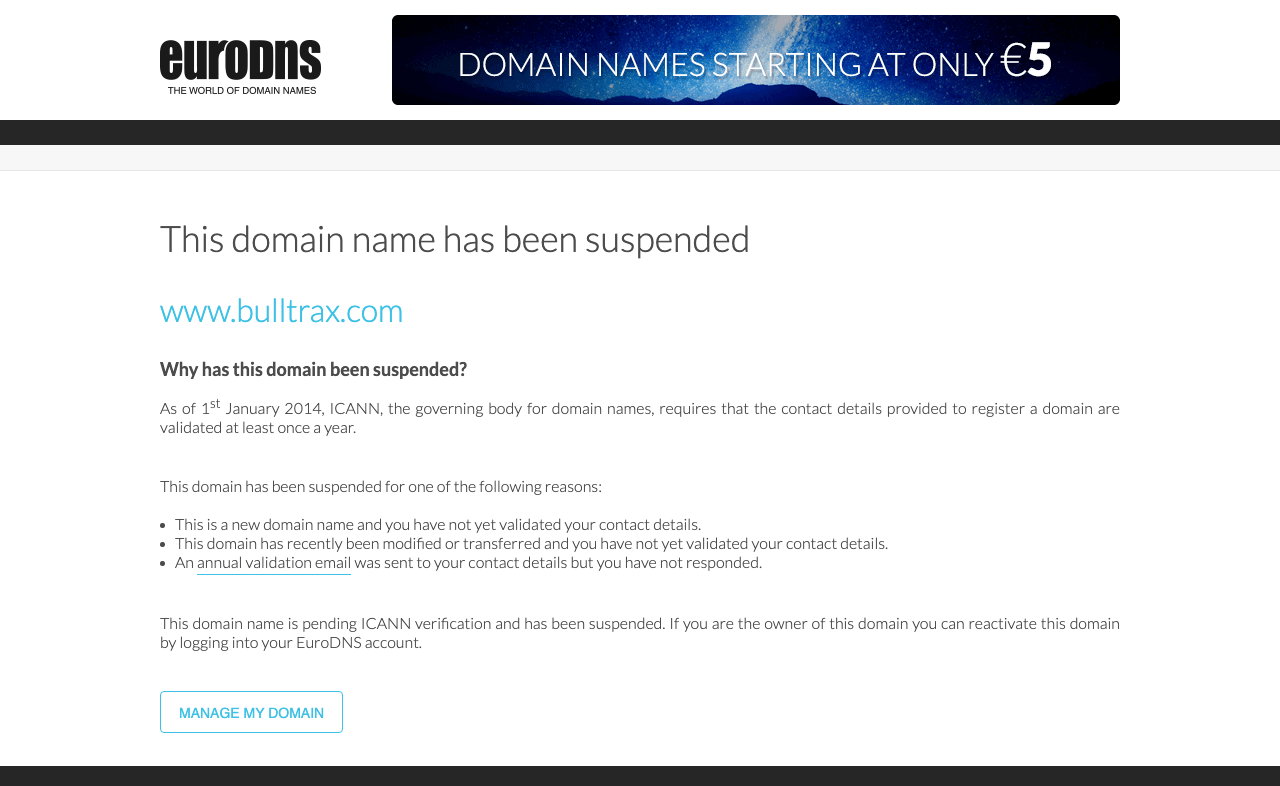 euroDns
THE WORLD OF DOMAIN NAMES
DOMAIN NAMES STARTING AT ONLY €5
This domain name has been suspended
www.bulltrax.com
Why has this domain been suspended?
As of 1st January 2014, ICANN, the governing body for domain names, requires that the contact details provided to register a domain are
validated at least once a year.
This domain has been suspended for one of the following reasons:
• This is a new domain name and you have not yet validated your contact details.
• This domain has recently been modified or transferred and you have not yet validated your contact details.
• An annual validation email was sent to your contact details but you have not responded.
This domain name is pending ICANN verification and has been suspended. If you are the owner of this domain you can reactivate this domain
by logging into your EuroDNS account.
MANAGE MY DOMAIN